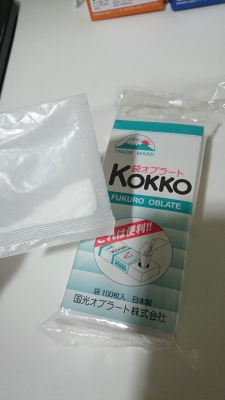 TRADE MARK
袋オブラート
KOKKO
FUKURO OBLATE
これは便利!!
袋100枚入 日本製
国光オブラート株式会社